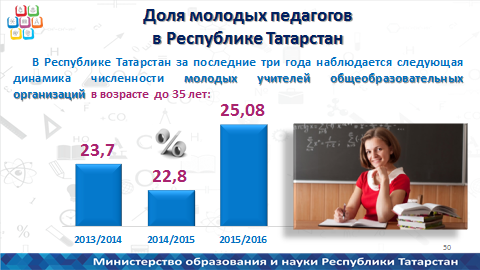 Доля молодых педагогов
в Республике Татарстан
В Республике Татарстан за последние три года наблюдается следующая
динамика численности молодых учителей общеобразовательных
организаций в возрасте до 35 лет:
25,08
23,7
%
22,8
2013/2014
2014/2015
2015/2016
50
Министерство образования и науки Республики Татарстан